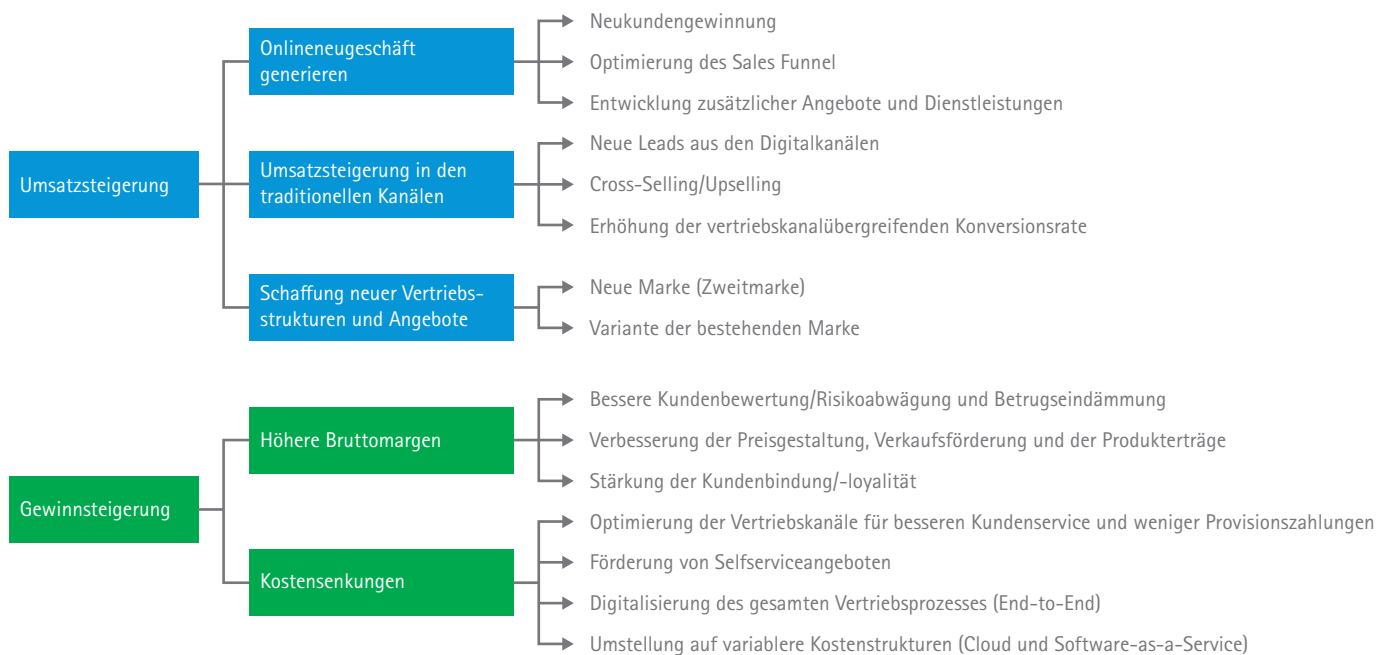 Umsatzsteigerung
Onlineneugeschäft
generieren
Neukundengewinnung
Optimierung des Sales Funnel
Entwicklung zusätzlicher Angebote und Dienstleistungen
Umsatzsteigerung in den
traditionellen Kanälen
Neue Leads aus den Digitalkanälen
Cross-Selling/Upselling
Erhöhung der vertriebskanalübergreifenden Konversionsrate
Schaffung neuer Vertriebs-
strukturen und Angebote
Neue Marke (Zweitmarke)
Variante der bestehenden Marke
Gewinnsteigerung
Höhere Bruttomargen
Bessere Kundenbewertung/Risikoabwägung und Betrugseindämmung
Verbesserung der Preisgestaltung, Verkaufsförderung und der Produkterträge
Stärkung der Kundenbindung/-loyalität
Kostensenkungen
Optimierung der Vertriebskanäle für besseren Kundenservice und weniger Provisionszahlungen
Förderung von Selfserviceangeboten
Digitalisierung des gesamten Vertriebsprozesses (End-to-End)
Umstellung auf variablere Kostenstrukturen (Cloud und Software-as-a-Service)